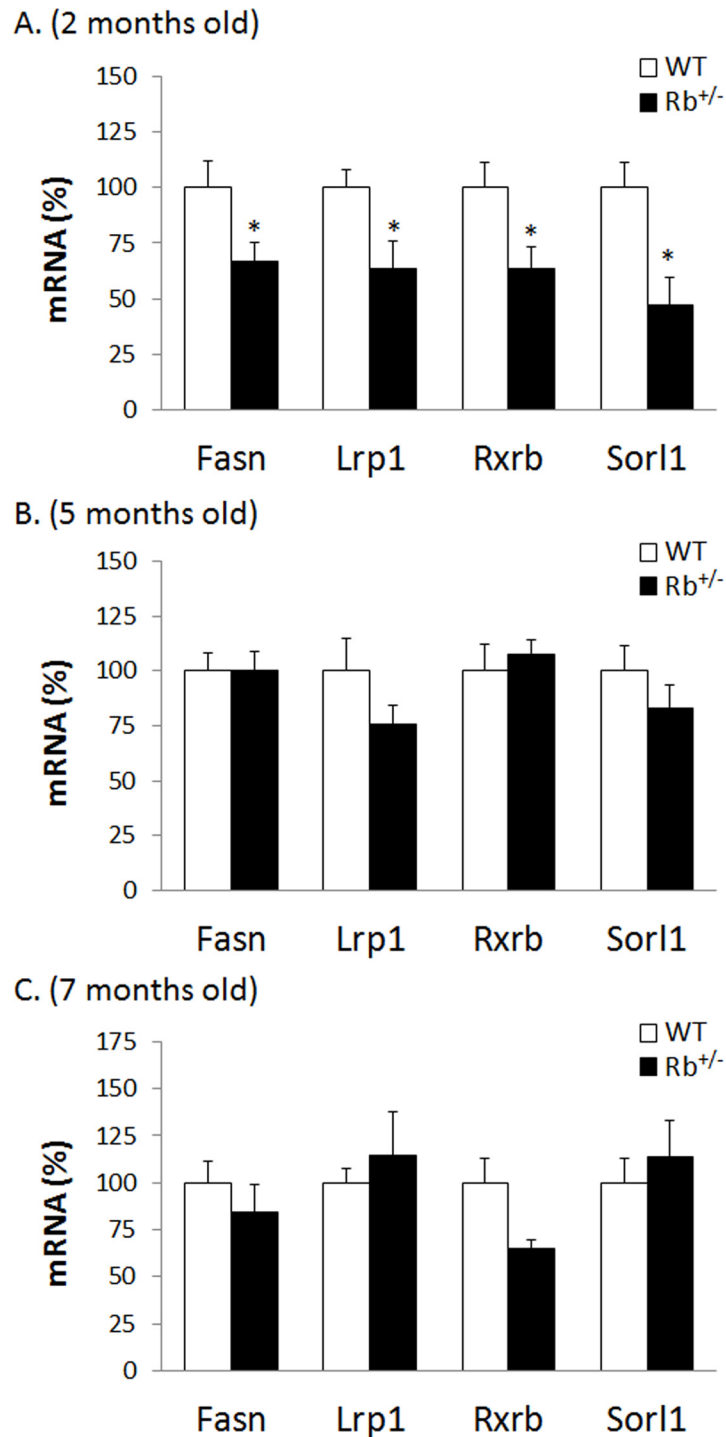 A. (2 months old)
WT
Rb+/-
150
125
100
75
50
25
0
mRNA (%)
* * * *
Fasn Lrp1 Rxrb Sorl1
B. (5 months old)
WT
Rb+/-
150
125
100
75
50
25
0
mRNA (%)
Fasn Lrp1 Rxrb Sorl1
C. (7 months old)
WT
Rb+/-
175
150
125
100
75
50
25
0
mRNA (%)
Fasn Lrp1 Rxrb Sorl1